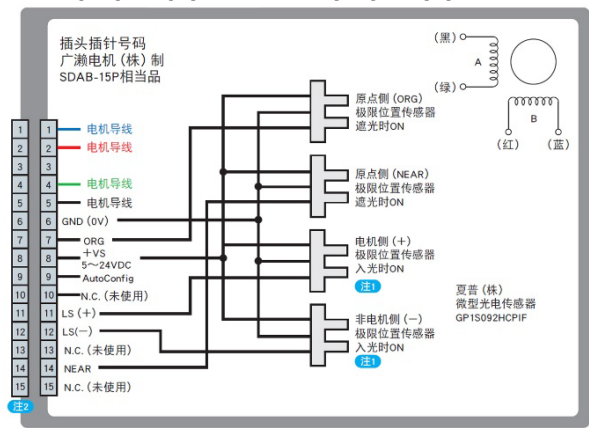 插头插针号码
广濑电机(株)制
SDAB-15P相当品
(黑)
A
(绿)
B
(红)
(蓝)
原点侧(ORG)
极限位置传感器
遮光时ON
原点侧(NEAR)
极限位置传感器
遮光时ON
电机侧(+)
极限位置传感器
入光时ON
注1
非电机侧(—)
极限位置传感器
入光时ON
注1
夏普(株)
微型光电传感器
GP1S092HCPIF
1 1 电机导线
2 2 电机导线
3 3
4 4 电机导线
5 5 电机导线
6 6 GND(0V)
7 7 ORG
8 8 +VS
5~24VDC
9 9 AutoConfig
10 10 N.C.(未使用)
11 11 LS(+)
12 12 LS(—)
13 13 N.C.(未使用)
14 14 NEAR
15 15 N.C.(未使用)
注2